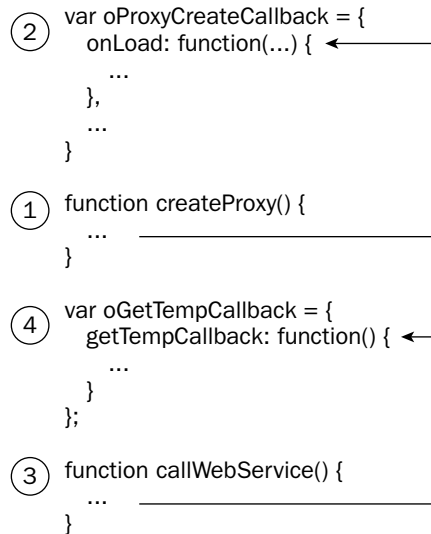 2
var oProxyCreateCallback = {
onLoad: function(...) {
...
},
...
}
1
function createProxy() {
...
}
4
var oGetTempCallback = {
getTempCallback: function() {
...
}
};
3
function callWebService() {
...
}